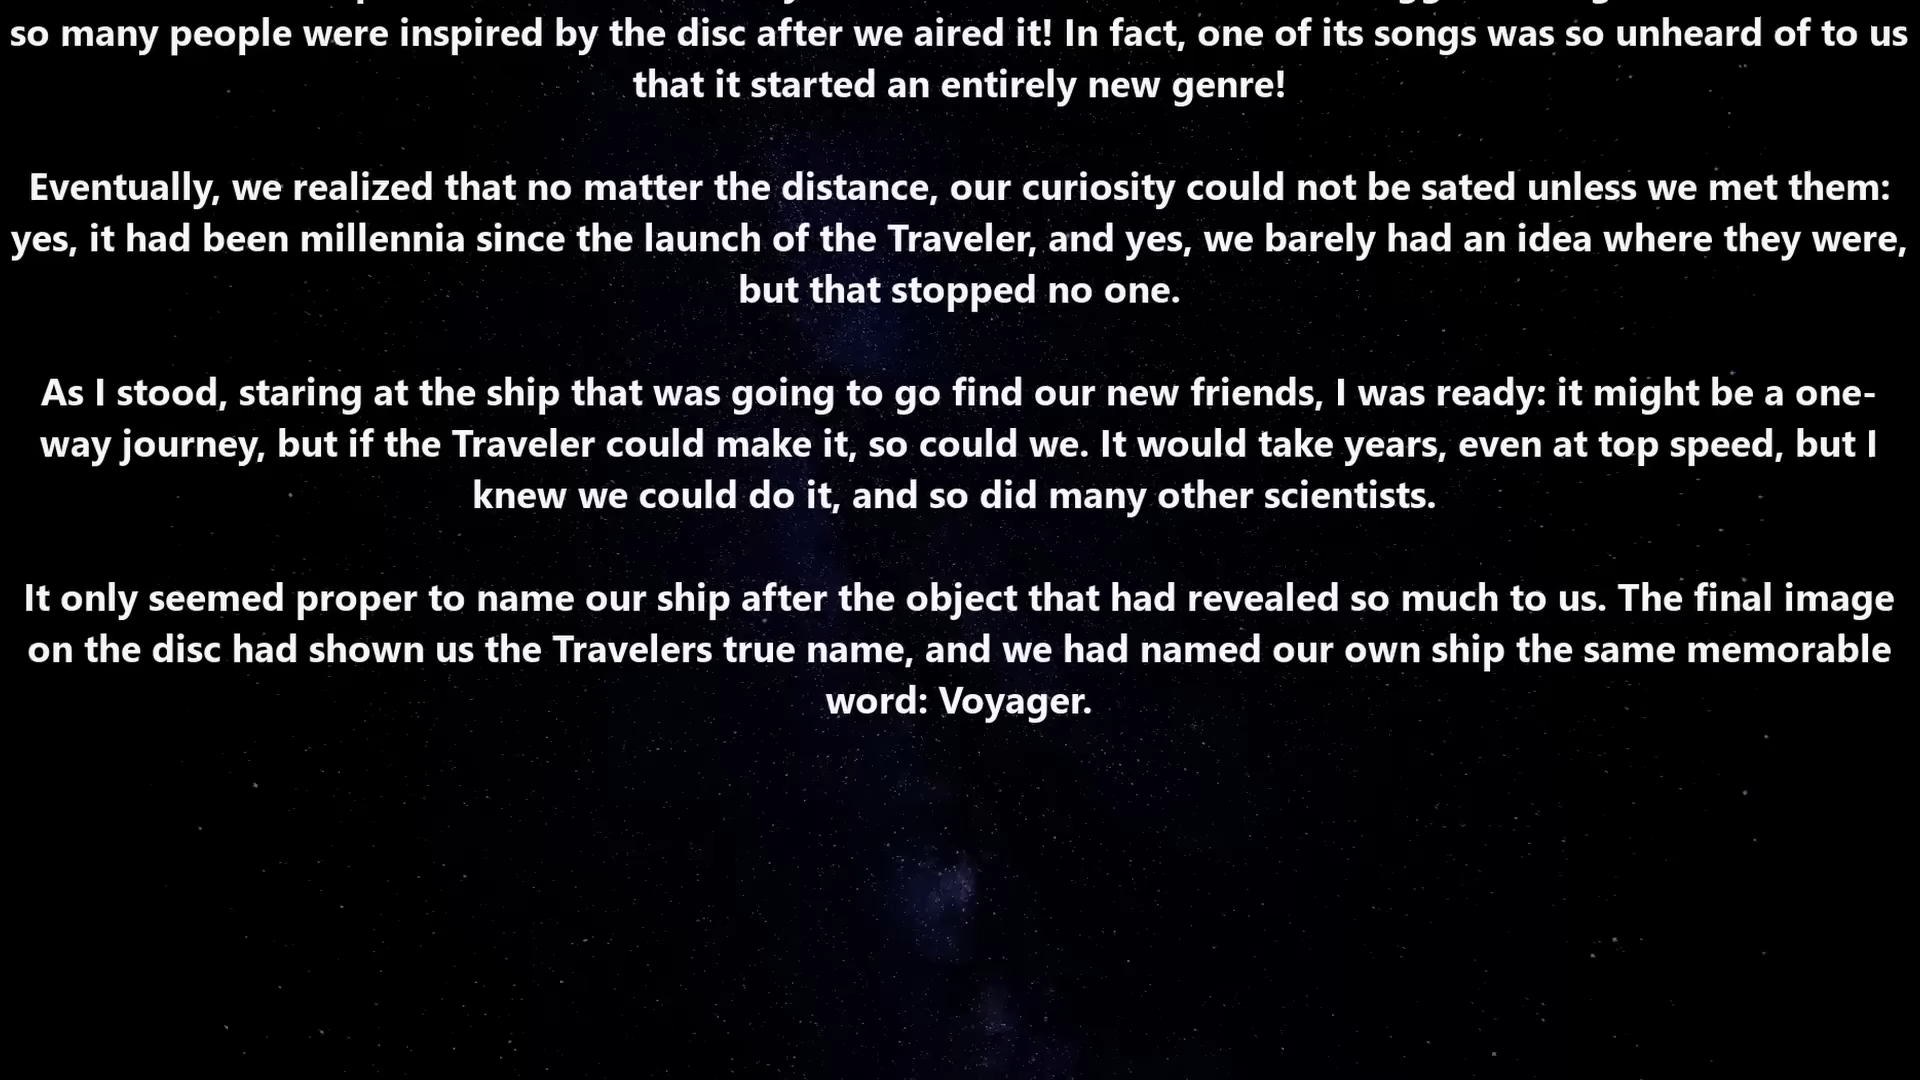 so many people were inspired by the disc after we aired it! In fact, one of its songs was so unheard of to us
that it started an entirely new genre!
Eventually, we realized that no matter the distance, our curiosity could not be sated unless we met them:
yes, it had been millennia since the launch of the Traveler, and yes, we barely had an idea where they were,
but that stopped no one.
As I stood, staring at the ship that was going to go find our new friends, I was ready: it might be a one-
way journey, but if the Traveler could make it, so could we. It would take years, even at top speed, but I
knew we could do it, and so did many other scientists.
It only seemed proper to name our ship after the object that had revealed so much to us. The final image
on the disc had shown us the Travelers true name, and we had named our own ship the same memorable
word: Voyager.